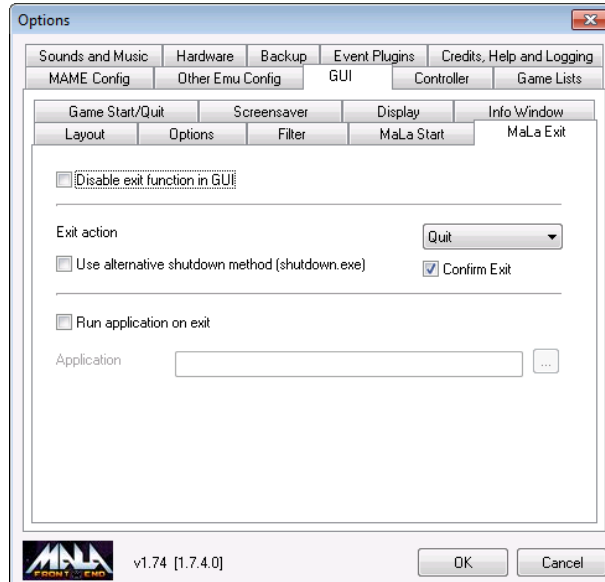 Options
Sounds and Music Hardware Backup Event Plugins Credits, Help and Logging
MAME Config Other Emu Config GUI Controller Game Lists
Game Start/Quit Screensaver Display Info Window
Layout Options Filter MaLa Start MaLa Exit
Disable exit function in GUI
Exit action Quit
Use alternative shutdown method (shutdown.exe) Confirm Exit
Run application on exit
Application ...
MALA
FRONT END v1.74 [1.7.4.0] OK Cancel